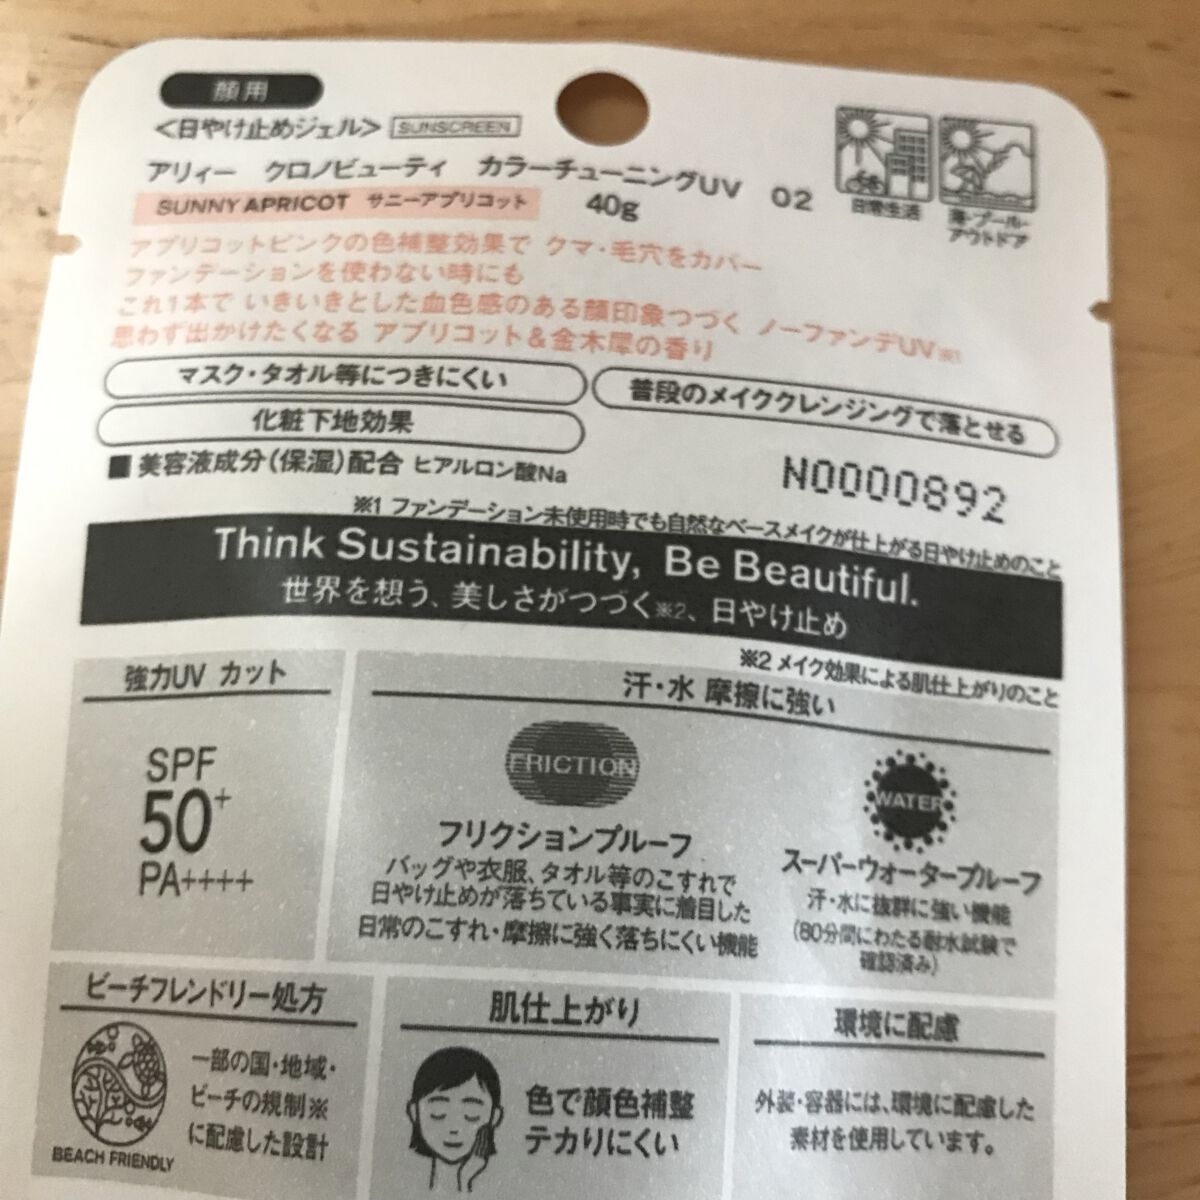 顔用
<日やけ止めジェル> SUNSCREEN
アリィー クロノビューティ カラーチューニングUV 02
SUNNY APRICOT サニーアプリコット 40g
日常生活
海・プール・
アウトドア
アプリコットピンクの色補整効果で クマ・毛穴をカバー
ファンデーションを使わない時にも
これ1本で いきいきとした血色感のある顔印象つづく ノーファンデUV※1
思わず出かけたくなる アプリコット&金木犀の香り
マスク・タオル等につきにくい
普段のメイククレンジングで落とせる
化粧下地効果
■ 美容液成分(保湿)配合 ヒアルロン酸Na
N0000892
※1 ファンデーション未使用時でも自然なベースメイクが仕上がる日やけ止めのこと
Think Sustainability, Be Beautiful.
世界を想う、美しさがつづく※2、日やけ止め
※2 メイク効果による肌仕上がりのこと
強力UV カット
SPF
50+
PA++++
汗・水 摩擦に強い
FRICTION
フリクションプルーフ
バッグや衣服、タオル等のこすれで
日やけ止めが落ちている事実に着目した
日常のこすれ・摩擦に強く落ちにくい機能
WATER
スーパーウォータープルーフ
汗・水に抜群に強い機能
(80分間にわたる耐水試験で
確認済み)
ビーチフレンドリー処方
一部の国・地域・
ビーチの規制※
に配慮した設計
BEACH FRIENDLY
肌仕上がり
色で顔色補整
テカりにくい
環境に配慮
外装・容器には、環境に配慮した
素材を使用しています。